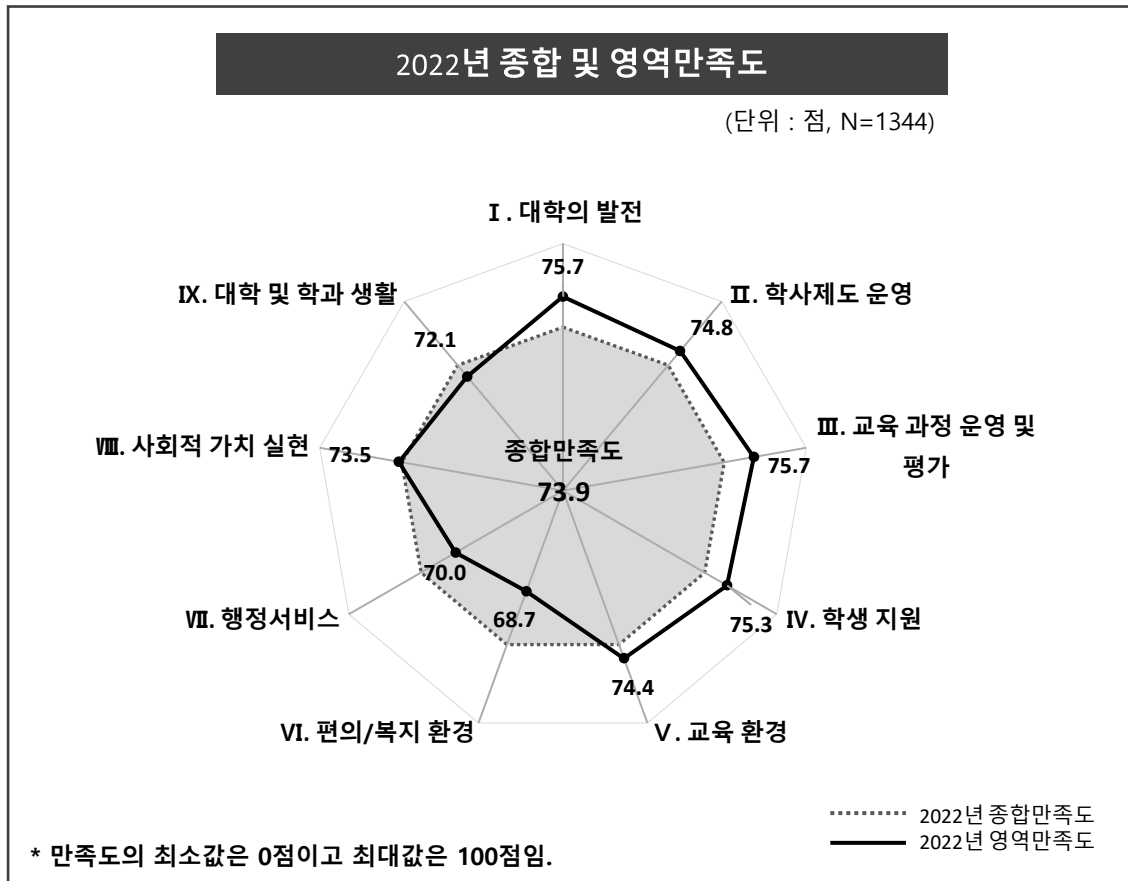 2022년 종합 및 영역만족도
(단위 : 점, N=1344)
Ⅰ. 대학의 발전
75.7
Ⅱ. 학사제도 운영
74.8
Ⅲ. 교육 과정 운영 및
평가
75.7
Ⅳ. 학생 지원
75.3
Ⅴ. 교육 환경
74.4
Ⅵ. 편의/복지 환경
68.7
Ⅶ. 행정서비스
70.0
Ⅷ. 사회적 가치 실현
73.5
Ⅸ. 대학 및 학과 생활
72.1
종합만족도
73.9
2022년 종합만족도
2022년 영역만족도
* 만족도의 최소값은 0점이고 최대값은 100점임.